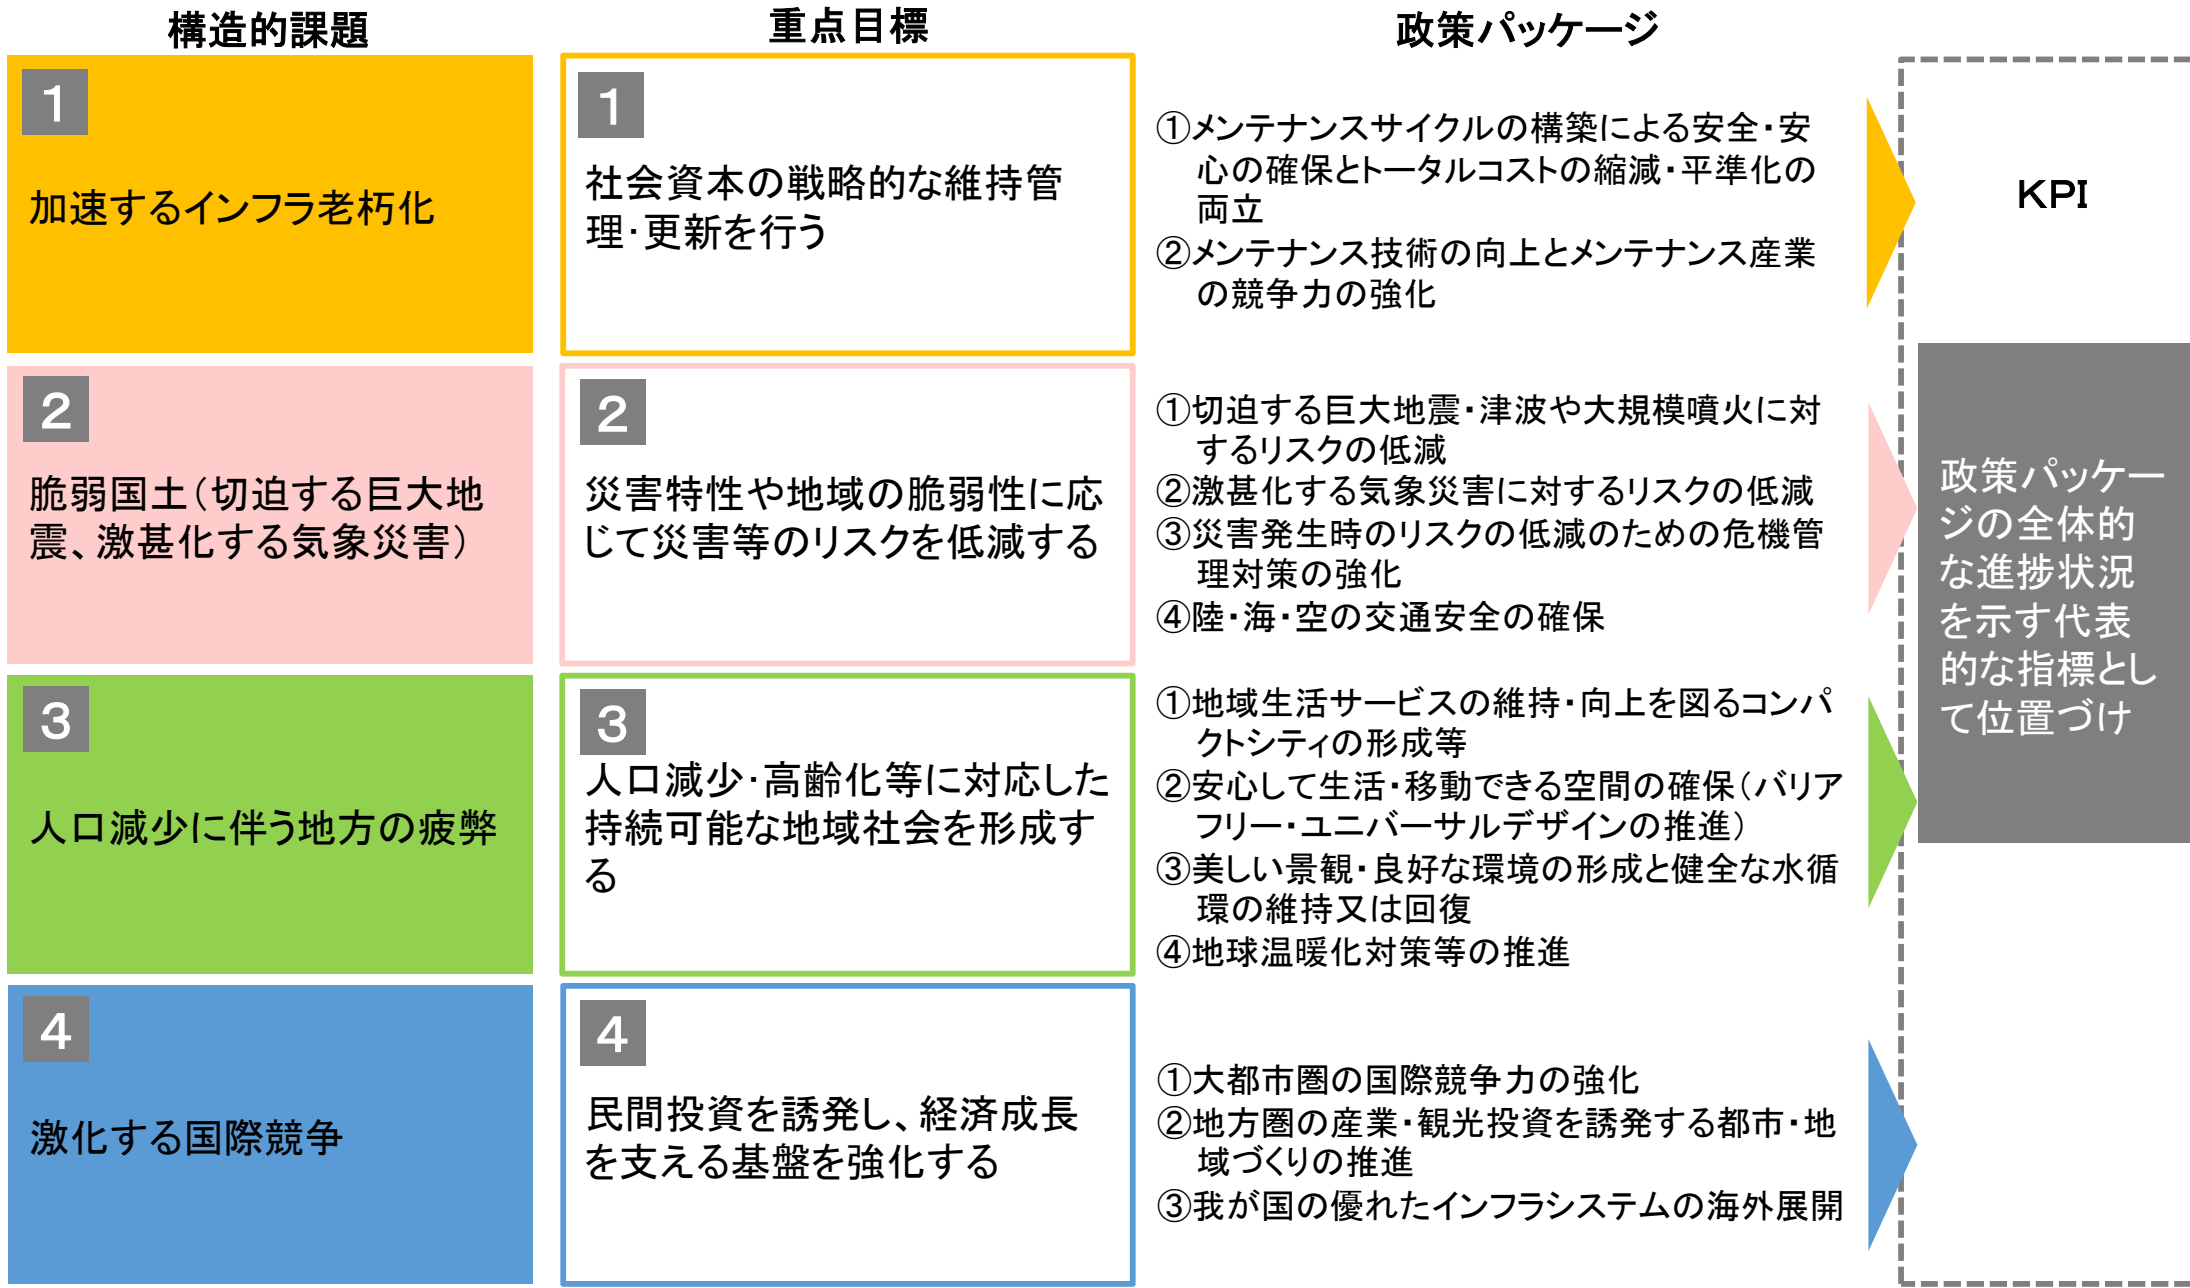 構造的課題
重点目標
政策パッケージ
1
加速するインフラ老朽化
1
社会資本の戦略的な維持管
理・更新を行う
①メンテナンスサイクルの構築による安全・安
心の確保とトータルコストの縮減・平準化の
両立
②メンテナンス技術の向上とメンテナンス産業
の競争力の強化
2
脆弱国土（切迫する巨大地
震、激甚化する気象災害）
2
災害特性や地域の脆弱性に応
じて災害等のリスクを低減する
①切迫する巨大地震・津波や大規模噴火に対
するリスクの低減
②激甚化する気象災害に対するリスクの低減
③災害発生時のリスクの低減のための危機管
理対策の強化
④陸・海・空の交通安全の確保
3
人口減少に伴う地方の疲弊
3
人口減少・高齢化等に対応した
持続可能な地域社会を形成す
る
①地域生活サービスの維持・向上を図るコンパ
クトシティの形成等
②安心して生活・移動できる空間の確保（バリア
フリー・ユニバーサルデザインの推進）
③美しい景観・良好な環境の形成と健全な水循
環の維持又は回復
④地球温暖化対策等の推進
4
激化する国際競争
4
民間投資を誘発し、経済成長
を支える基盤を強化する
①大都市圏の国際競争力の強化
②地方圏の産業・観光投資を誘発する都市・地
域づくりの推進
③我が国の優れたインフラシステムの海外展開
KPI
政策パッケー
ジの全体的
な進捗状況
を示す代表
的な指標とし
て位置づけ